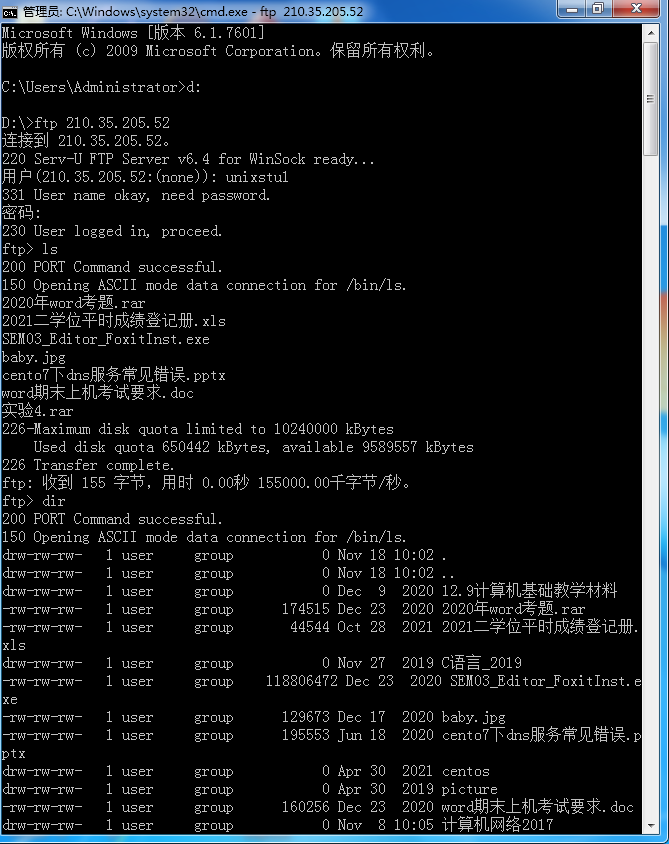 管理员: C:\Windows\system32\cmd.exe - ftp  210.35.205.52
Microsoft Windows [版本 6.1.7601]
版权所有 (c) 2009 Microsoft Corporation。保留所有权利。
C:\Users\Administrator>d:
D:\>ftp 210.35.205.52
连接到 210.35.205.52。
220 Serv-U FTP Server v6.4 for WinSock ready...
用户(210.35.205.52:(none)): unixstu1
331 User name okay, need password.
密码:
230 User logged in, proceed.
ftp> ls
200 PORT Command successful.
150 Opening ASCII mode data connection for /bin/ls.
2020年word考题.rar
2021二学位平时成绩登记册.xls
SEM03_Editor_FoxitInst.exe
baby.jpg
cento7下dns服务常见错误.pptx
word期末上机考试要求.doc
实验4.rar
226-Maximum disk quota limited to 10240000 kBytes
    Used disk quota 650442 kBytes, available 9589557 kBytes
226 Transfer complete.
ftp: 收到 155 字节，用时 0.00秒 155000.00千字节/秒。
ftp> dir
200 PORT Command successful.
150 Opening ASCII mode data connection for /bin/ls.
drw-rw-rw-   1 user     group           0 Nov 18 10:02 .
drw-rw-rw-   1 user     group           0 Nov 18 10:02 ..
drw-rw-rw-   1 user     group           0 Dec  9  2020 12.9计算机基础教学材料
-rw-rw-rw-   1 user     group      174515 Dec 23  2020 2020年word考题.rar
-rw-rw-rw-   1 user     group       44544 Oct 28  2021 2021二学位平时成绩登记册.
xls
drw-rw-rw-   1 user     group           0 Nov 27  2019 C语言_2019
-rw-rw-rw-   1 user     group    118806472 Dec 23  2020 SEM03_Editor_FoxitInst.e
xe
-rw-rw-rw-   1 user     group      129673 Dec 17  2020 baby.jpg
-rw-rw-rw-   1 user     group      195553 Jun 18  2020 cento7下dns服务常见错误.p
ptx
drw-rw-rw-   1 user     group           0 Apr 30  2021 centos
drw-rw-rw-   1 user     group           0 Apr 30  2019 picture
-rw-rw-rw-   1 user     group      160256 Dec 23  2020 word期末上机考试要求.doc
drw-rw-rw-   1 user     group           0 Nov  8 10:05 计算机网络2017